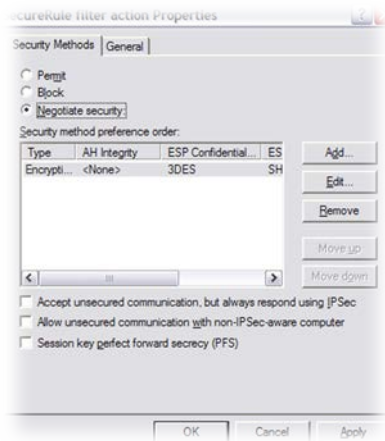 ecureRule filter action Properties
Security Methods General
Permit
Block
Negotiate security:
Security method preference order:
Type AH Integrity ESP Confidential... ES
Encrypti... <None> 3DES SH
Add...
Edit...
Remove
Move up
Move down
Accept unsecured communication, but always respond using IPSec
Allow unsecured communication with non-IPSec-aware computer
Session key perfect forward secrecy (PFS)
OK Cancel Apply